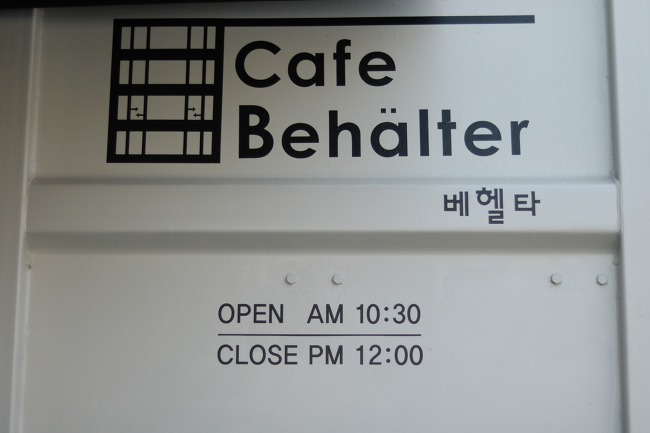 Cafe
Behälter
베헬타
OPEN AM 10:30
CLOSE PM 12:00